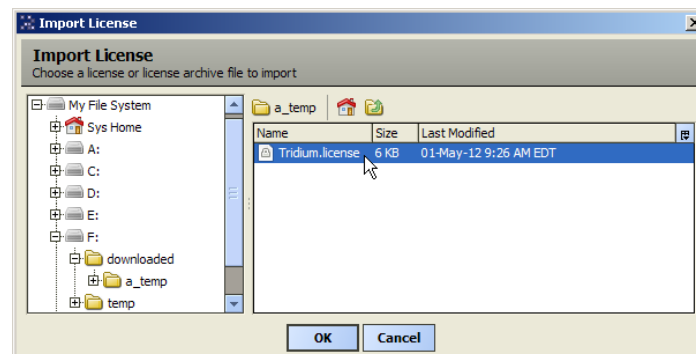 Import License
Import License
Choose a license or license archive file to import
My File System
Sys Home
A:
C:
D:
E:
F:
downloaded
a_temp
temp
a_temp
Name Size Last Modified
Tridium.license 6 KB 01-May-12 9:26 AM EDT
OK Cancel